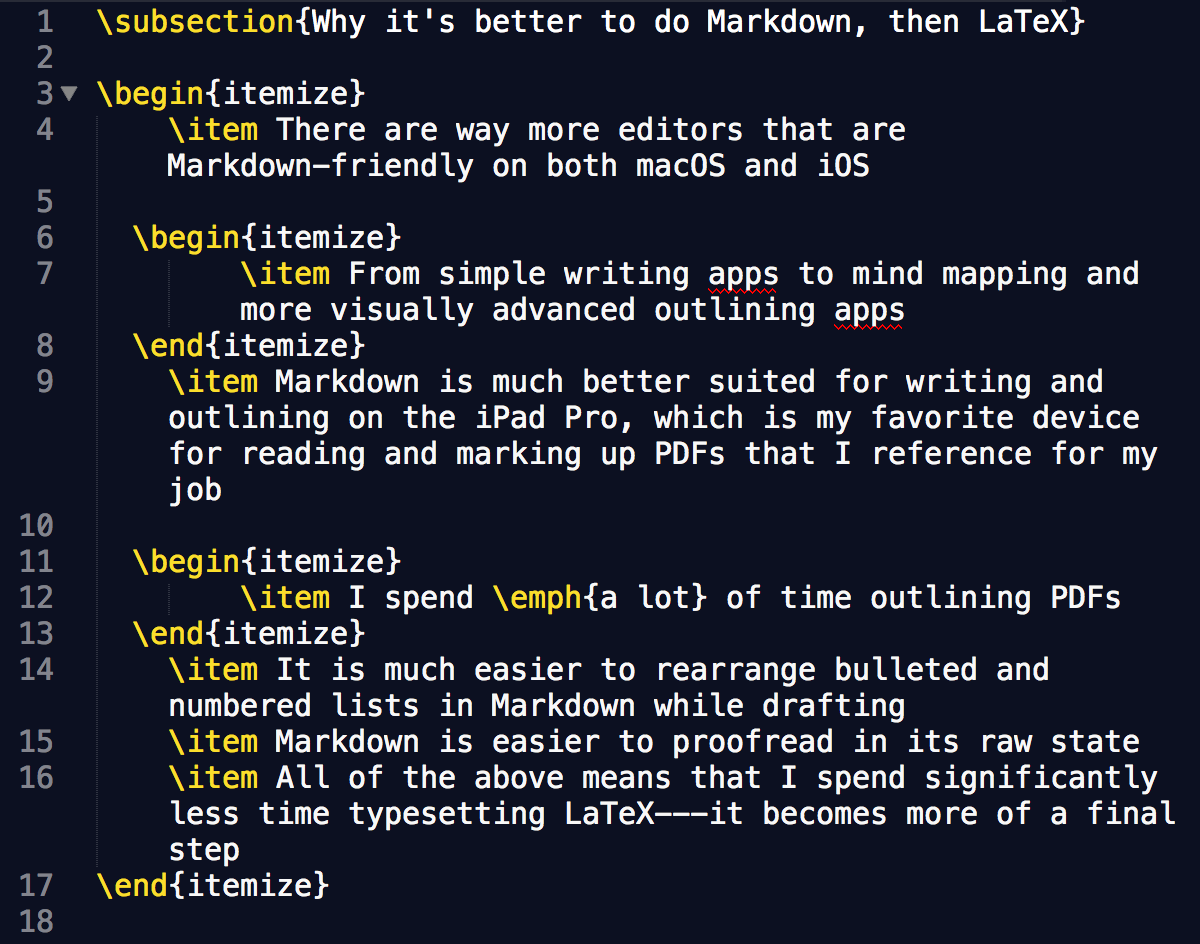 1 \subsection{Why it's better to do Markdown, then LaTeX}
2
3 \begin{itemize}
4 \item There are way more editors that are
Markdown-friendly on both macOS and iOS
5
6 \begin{itemize}
7 \item From simple writing apps to mind mapping and
more visually advanced outlining apps
8 \end{itemize}
9 \item Markdown is much better suited for writing and
outlining on the iPad Pro, which is my favorite device
for reading and marking up PDFs that I reference for my
job
10
11 \begin{itemize}
12 \item I spend \emph{a lot} of time outlining PDFs
13 \end{itemize}
14 \item It is much easier to rearrange bulleted and
numbered lists in Markdown while drafting
15 \item Markdown is easier to proofread in its raw state
16 \item All of the above means that I spend significantly
less time typesetting LaTeX---it becomes more of a final
step
17 \end{itemize}
18